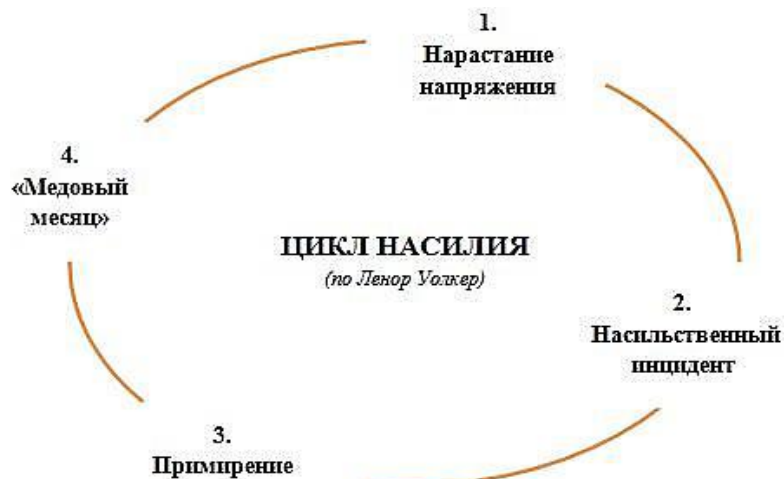 1.
Нарастание
напряжения
4.
«Медовый
месяц»
ЦИКЛ НАСИЛИЯ
(по Ленор Уолкер)
2.
Насильственный
инцидент
3.
Примирение